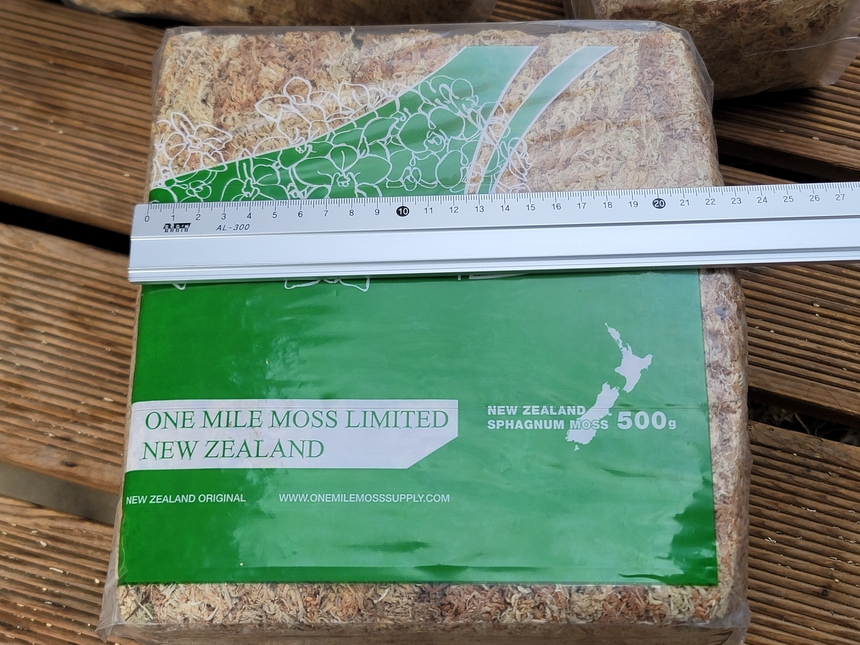 0 1 2 3 4 5 6 7 8 9 10 11 12 13 14 15 16 17 18 19 20 21 22 23 24 25 26 27
AL-300
ONE MILE MOSS LIMITED
NEW ZEALAND
NEW ZEALAND
SPHAGNUM MOSS 500g
NEW ZEALAND ORIGINAL WWW.ONEMILEMOSSSUPPLY.COM